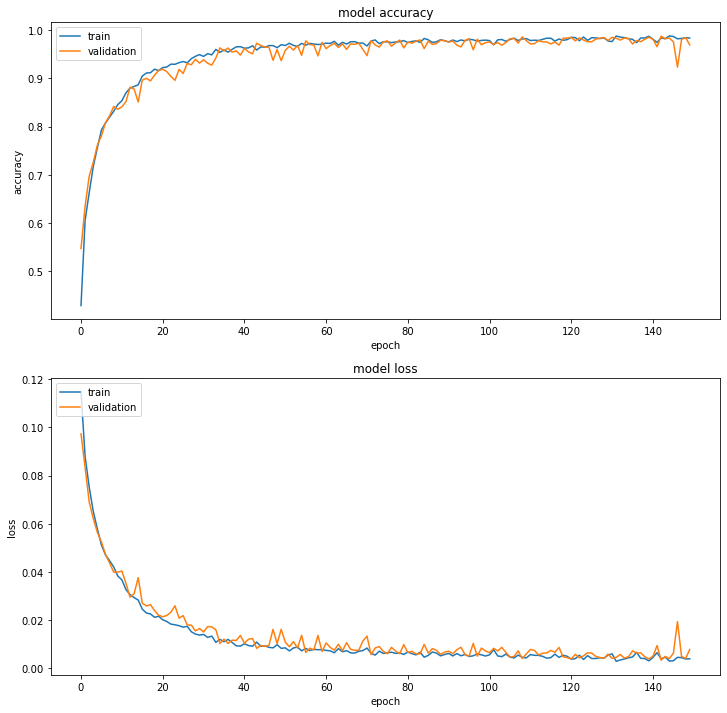 model accuracy
train
validation
1.0
0.9
0.8
0.7
0.6
0.5
accuracy
0 20 40 60 80 100 120 140
epoch
model loss
train
validation
0.12
0.10
0.08
0.06
0.04
0.02
0.00
loss
0 20 40 60 80 100 120 140
epoch